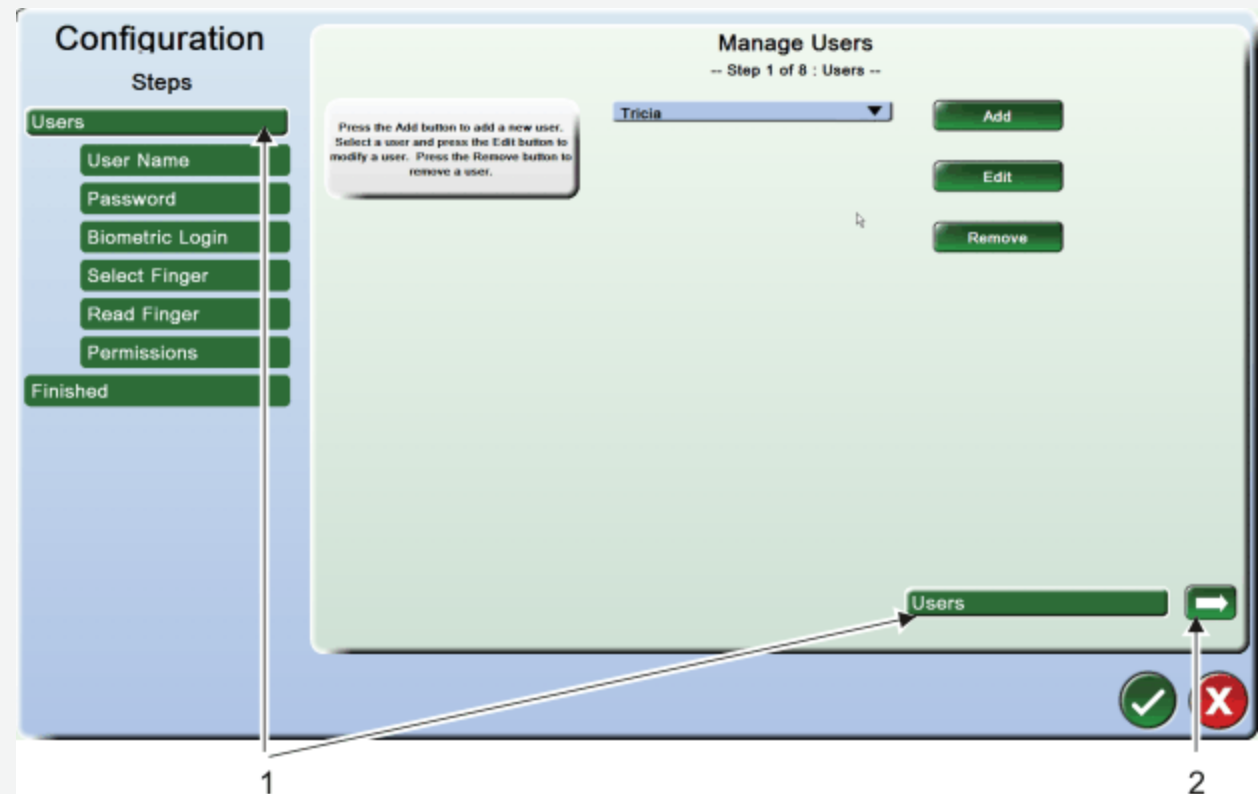 Configuration
Steps
Users
User Name
Password
Biometric Login
Select Finger
Read Finger
Permissions
Finished
Manage Users
-- Step 1 of 8 : Users --
Press the Add button to add a new user.
Select a user and press the Edit button to
modify a user. Press the Remove button to
remove a user.
Tricia
Add
Edit
Remove
Users
1
2